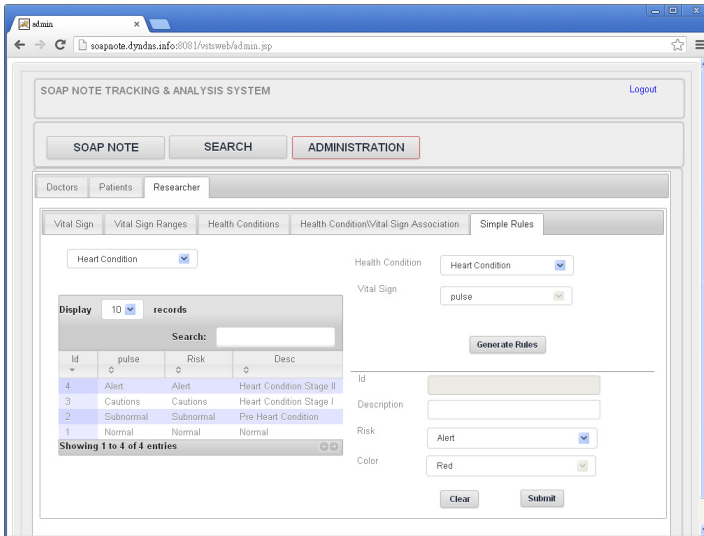 admin
soapnote.dyndns.info:8081/vstsweb/admin.jsp
SOAP NOTE TRACKING & ANALYSIS SYSTEM
Logout
SOAP NOTE SEARCH ADMINISTRATION
Doctors Patients Researcher
Vital Sign Vital Sign Ranges Health Conditions Health Condition\Vital Sign Association Simple Rules
Heart Condition
Display 10 records
Search:
Id pulse Risk Desc
4 Alert Alert Heart Condition Stage II
3 Cautions Cautions Heart Condition Stage I
2 Subnormal Subnormal Pre Heart Condition
1 Normal Normal Normal
Showing 1 to 4 of 4 entries
Health Condition Heart Condition
Vital Sign pulse
Generate Rules
Id
Description
Risk Alert
Color Red
Clear Submit